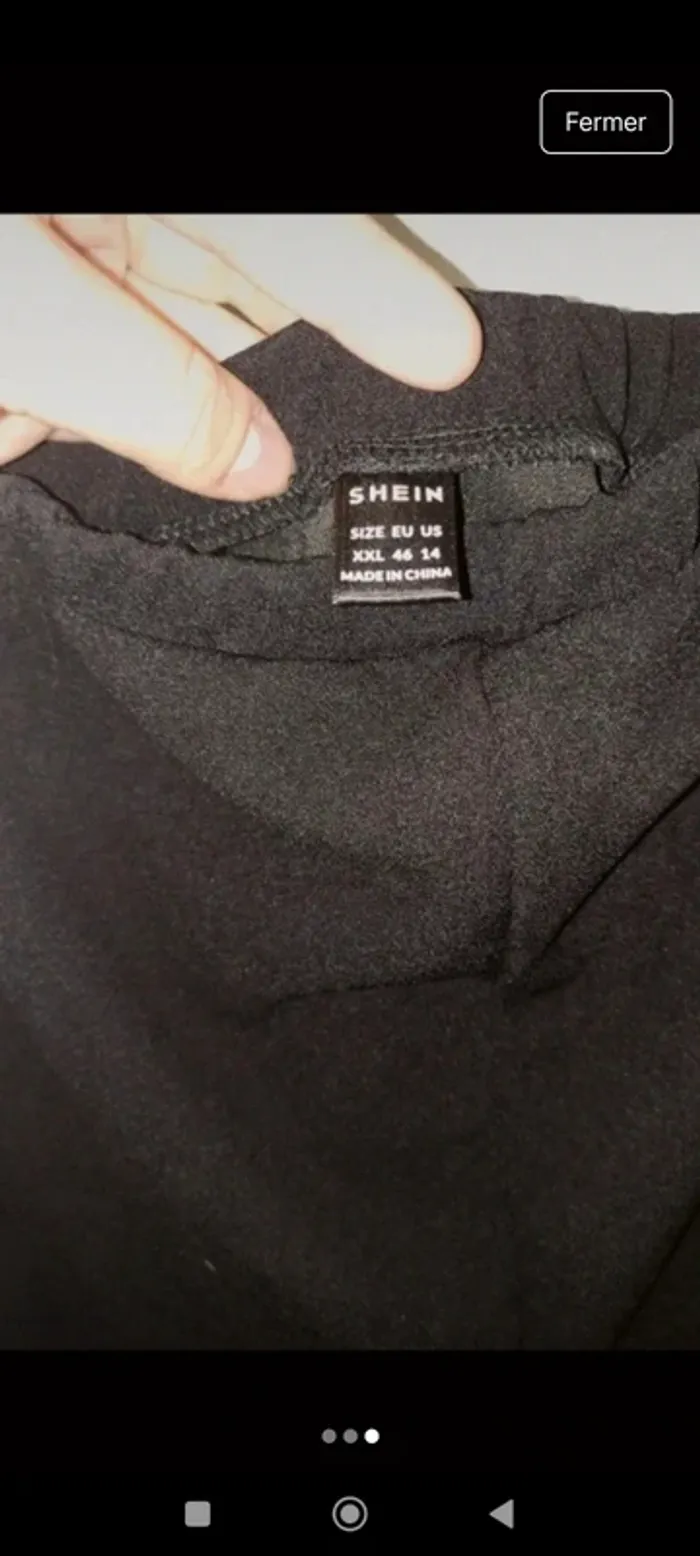 Fermer
SHEIN
SIZE EU US
XXL 46 14
MADE IN CHINA